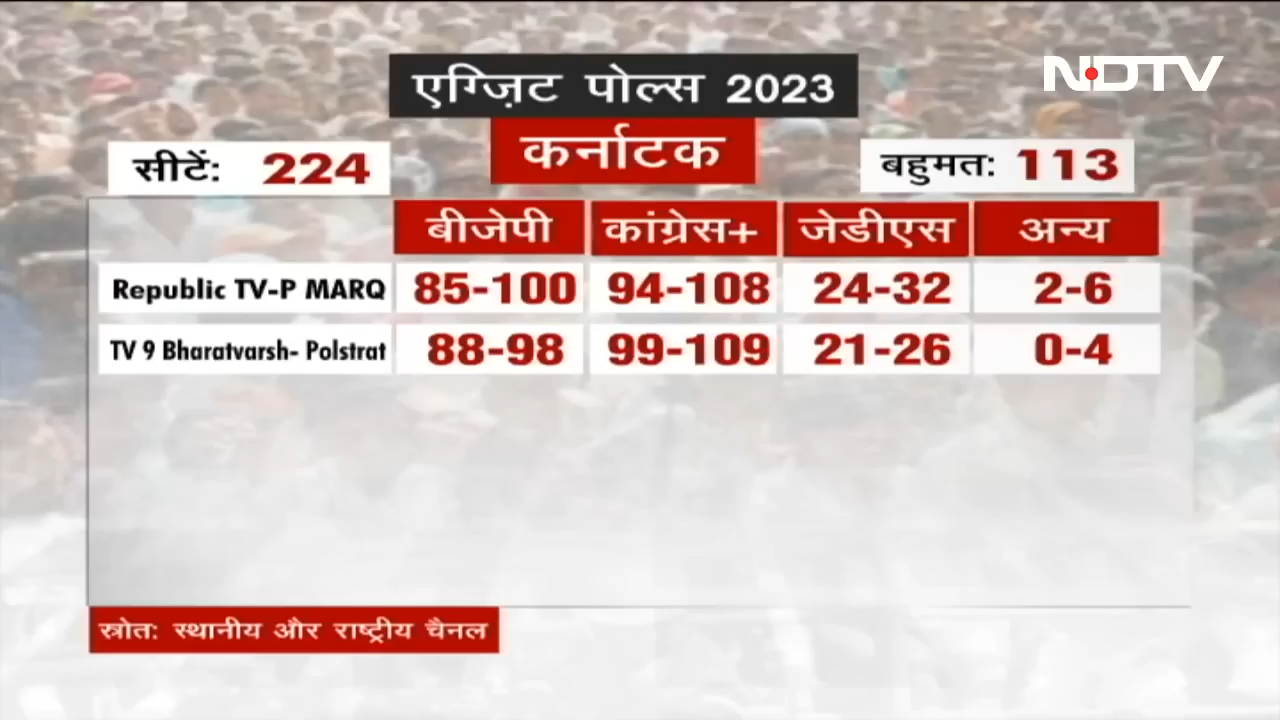 एग्ज़िट पोल्स 2023
NDTV
कर्नाटक
सीटें: 224
बहुमत: 113
बीजेपी कांग्रेस+ जेडीएस अन्य
Republic TV-P MARQ 85-100 94-108 24-32 2-6
TV 9 Bharatvarsh- Polstrat 88-98 99-109 21-26 0-4
स्रोत: स्थानीय और राष्ट्रीय चैनल